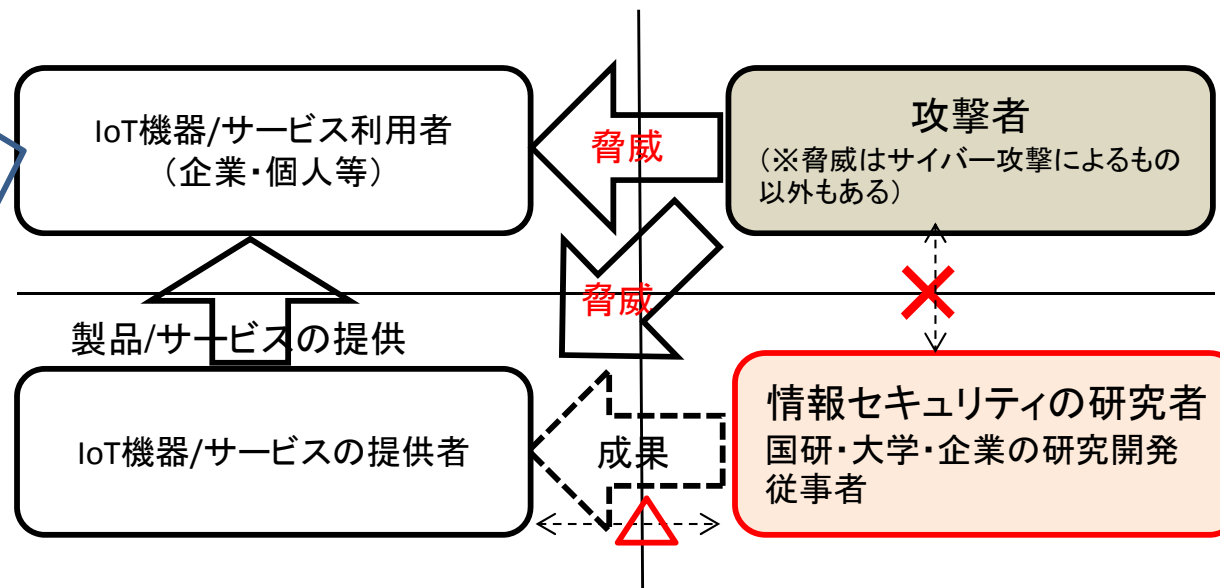 IoT機器/サービス利用者
（企業・個人等）
脅威
攻撃者
（※脅威はサイバー攻撃によるもの
以外もある）
脅威
製品/サービスの提供
IoT機器/サービスの提供者
成果
情報セキュリティの研究者
国研・大学・企業の研究開発
従事者